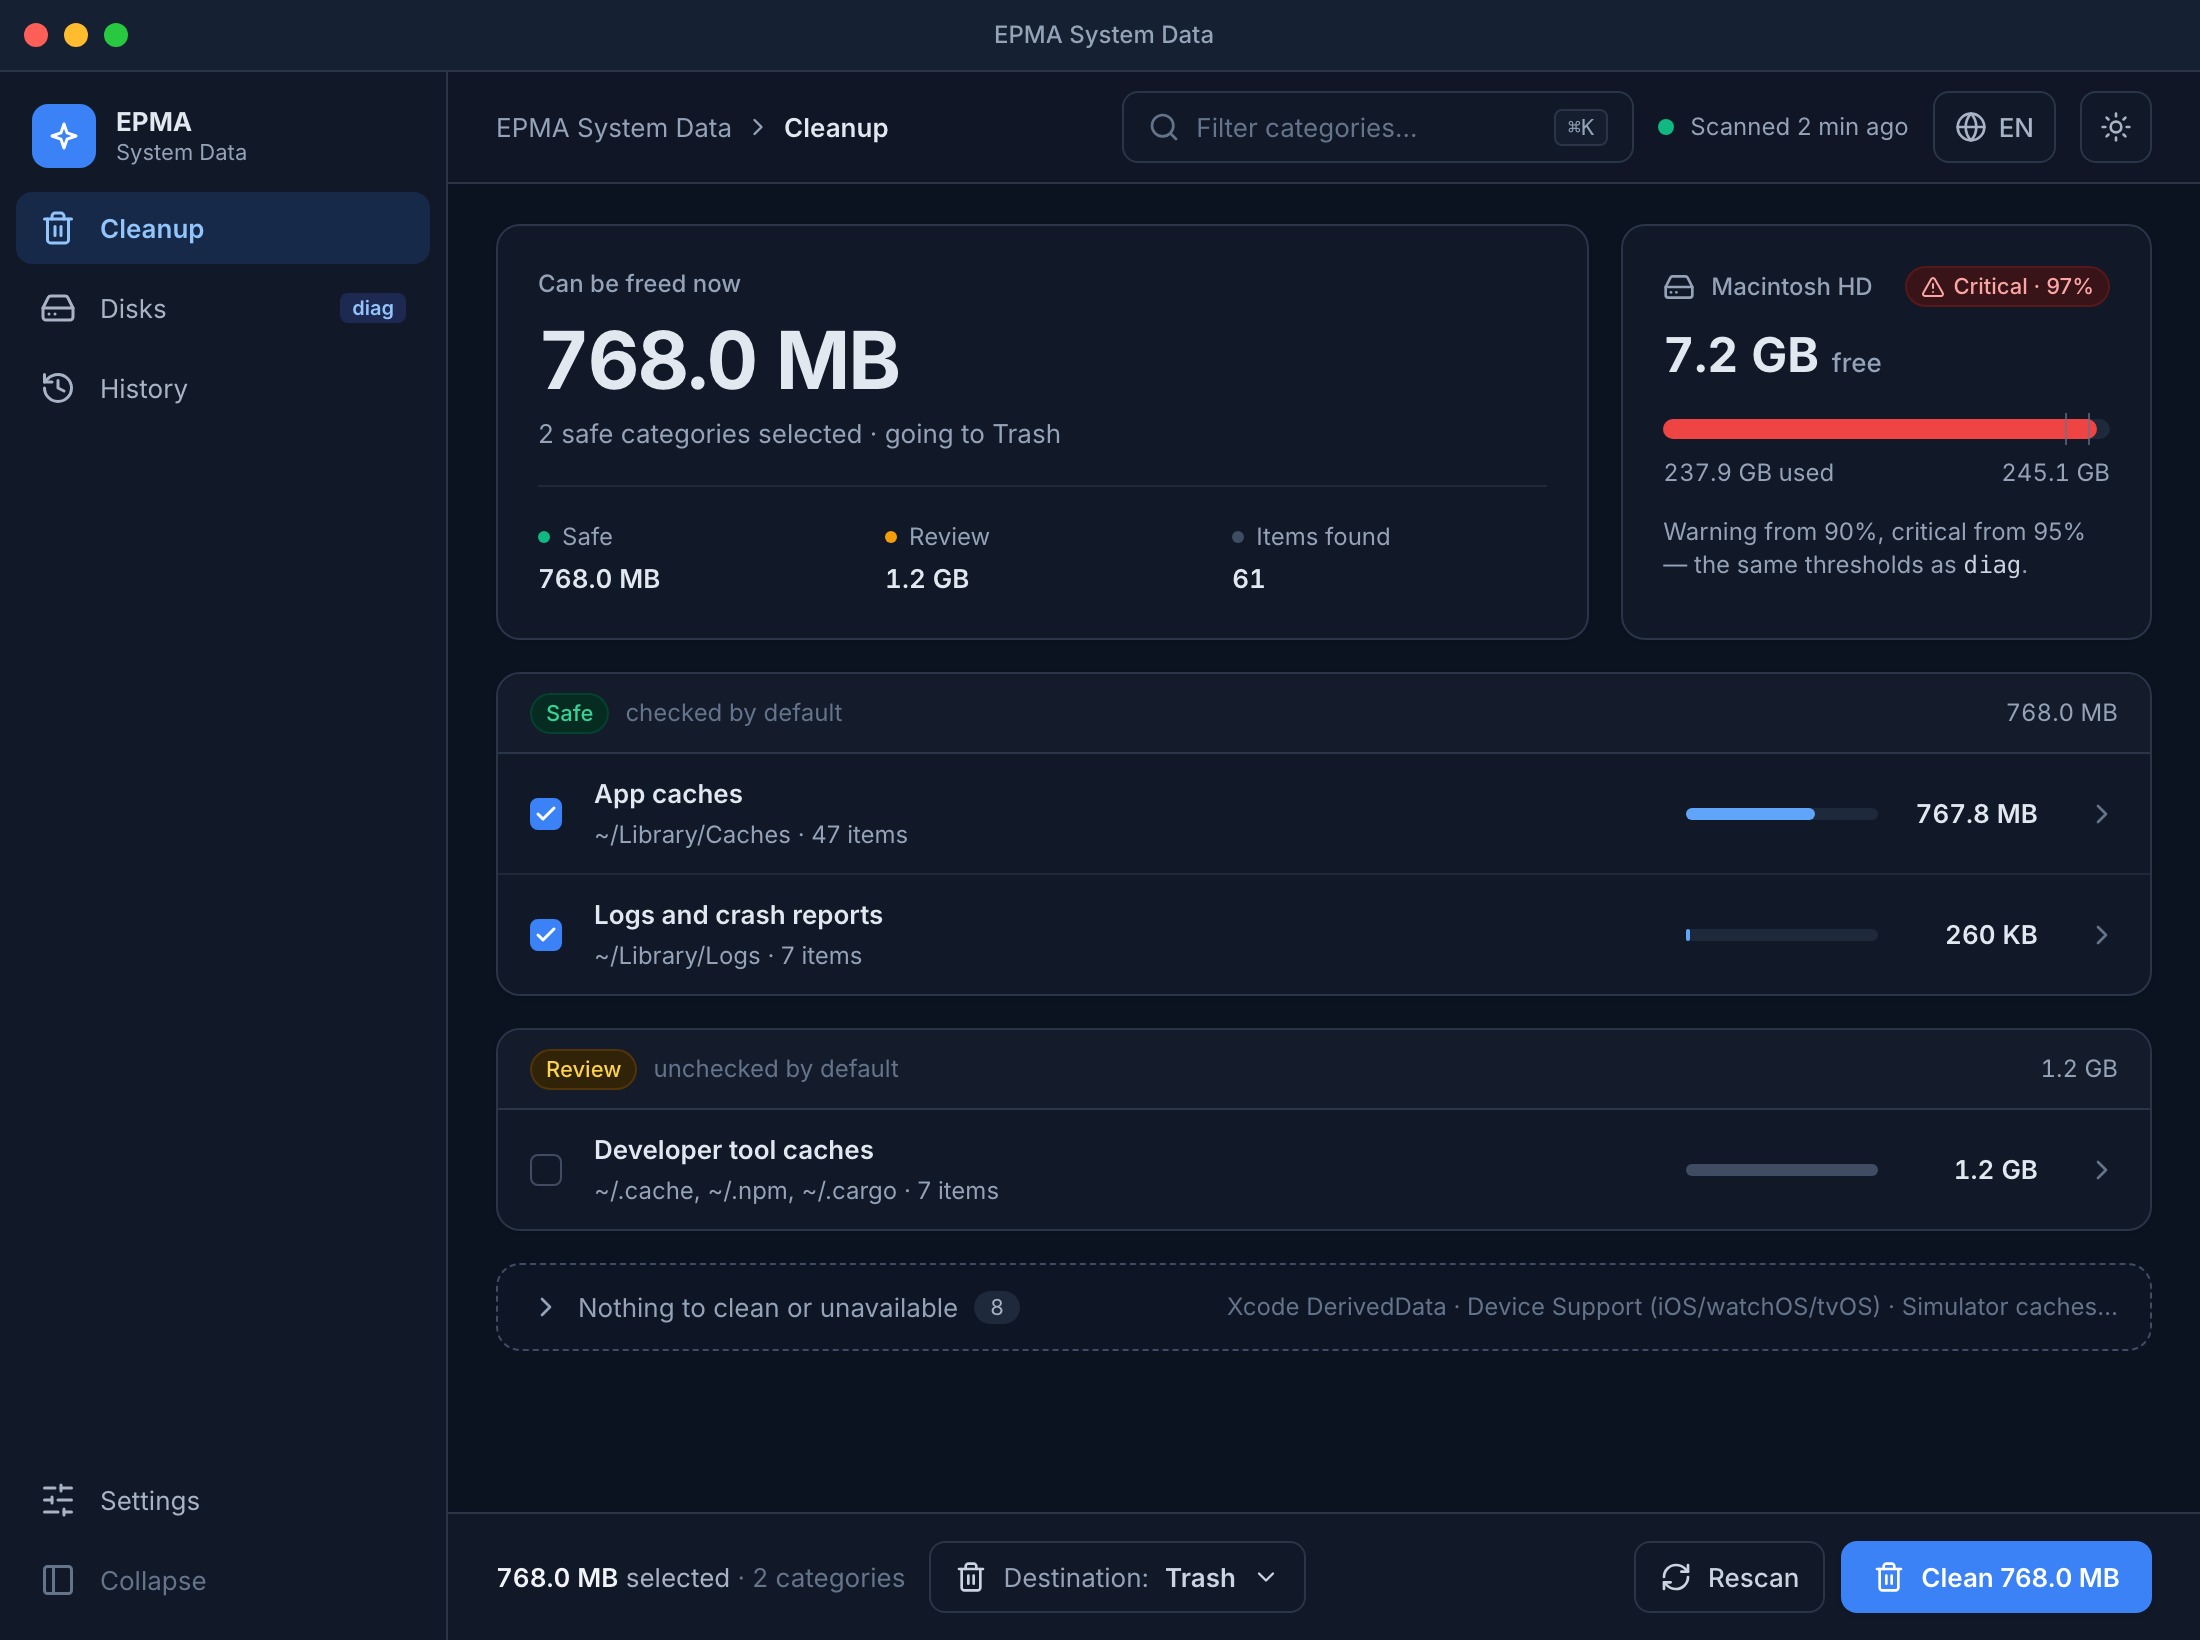 EPMA System Data
EPMA
System Data
Cleanup
Disks
diag
History
Settings
Collapse
EPMA System Data > Cleanup
Filter categories...
⌘K
Scanned 2 min ago
EN
Can be freed now
768.0 MB
2 safe categories selected · going to Trash
Safe
768.0 MB
Review
1.2 GB
Items found
61
Macintosh HD
Critical · 97%
7.2 GB free
237.9 GB used
245.1 GB
Warning from 90%, critical from 95%
— the same thresholds as diag.
Safe checked by default
768.0 MB
App caches
~/Library/Caches · 47 items
767.8 MB
Logs and crash reports
~/Library/Logs · 7 items
260 KB
Review unchecked by default
1.2 GB
Developer tool caches
~/.cache, ~/.npm, ~/.cargo · 7 items
1.2 GB
Nothing to clean or unavailable 8
Xcode DerivedData · Device Support (iOS/watchOS/tvOS) · Simulator caches...
768.0 MB selected · 2 categories
Destination: Trash
Rescan
Clean 768.0 MB